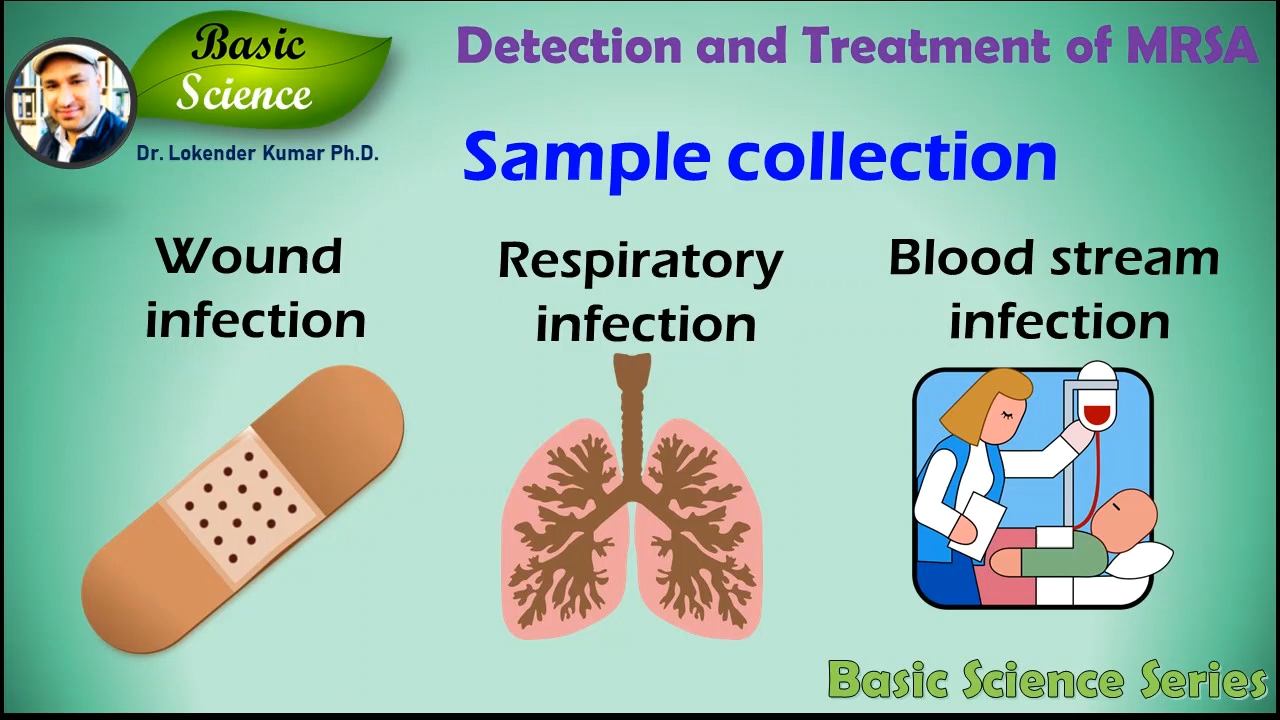 Basic
Science
Dr. Lokender Kumar Ph.D.
Detection and Treatment of MRSA
Sample collection
Wound
infection
Respiratory
infection
Blood stream
infection
Basic Science Series